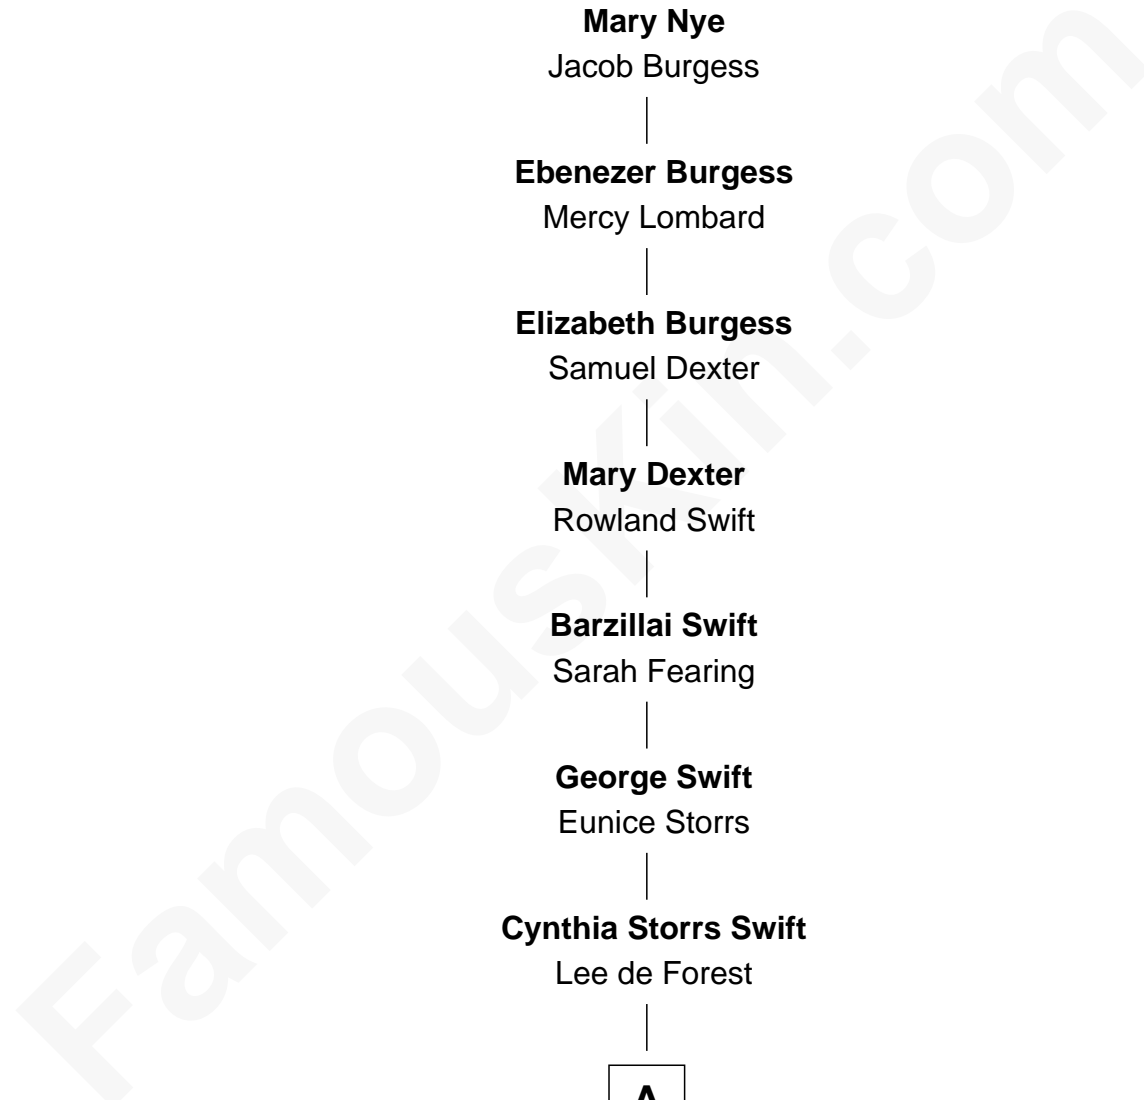 Mary Nye
Jacob Burgess
Ebenezer Burgess
Mercy Lombard
Elizabeth Burgess
Samuel Dexter
Mary Dexter
Rowland Swift
Barzillai Swift
Sarah Fearing
George Swift
Eunice Storrs
Cynthia Storrs Swift
Lee de Forest
A
FamousKin.com